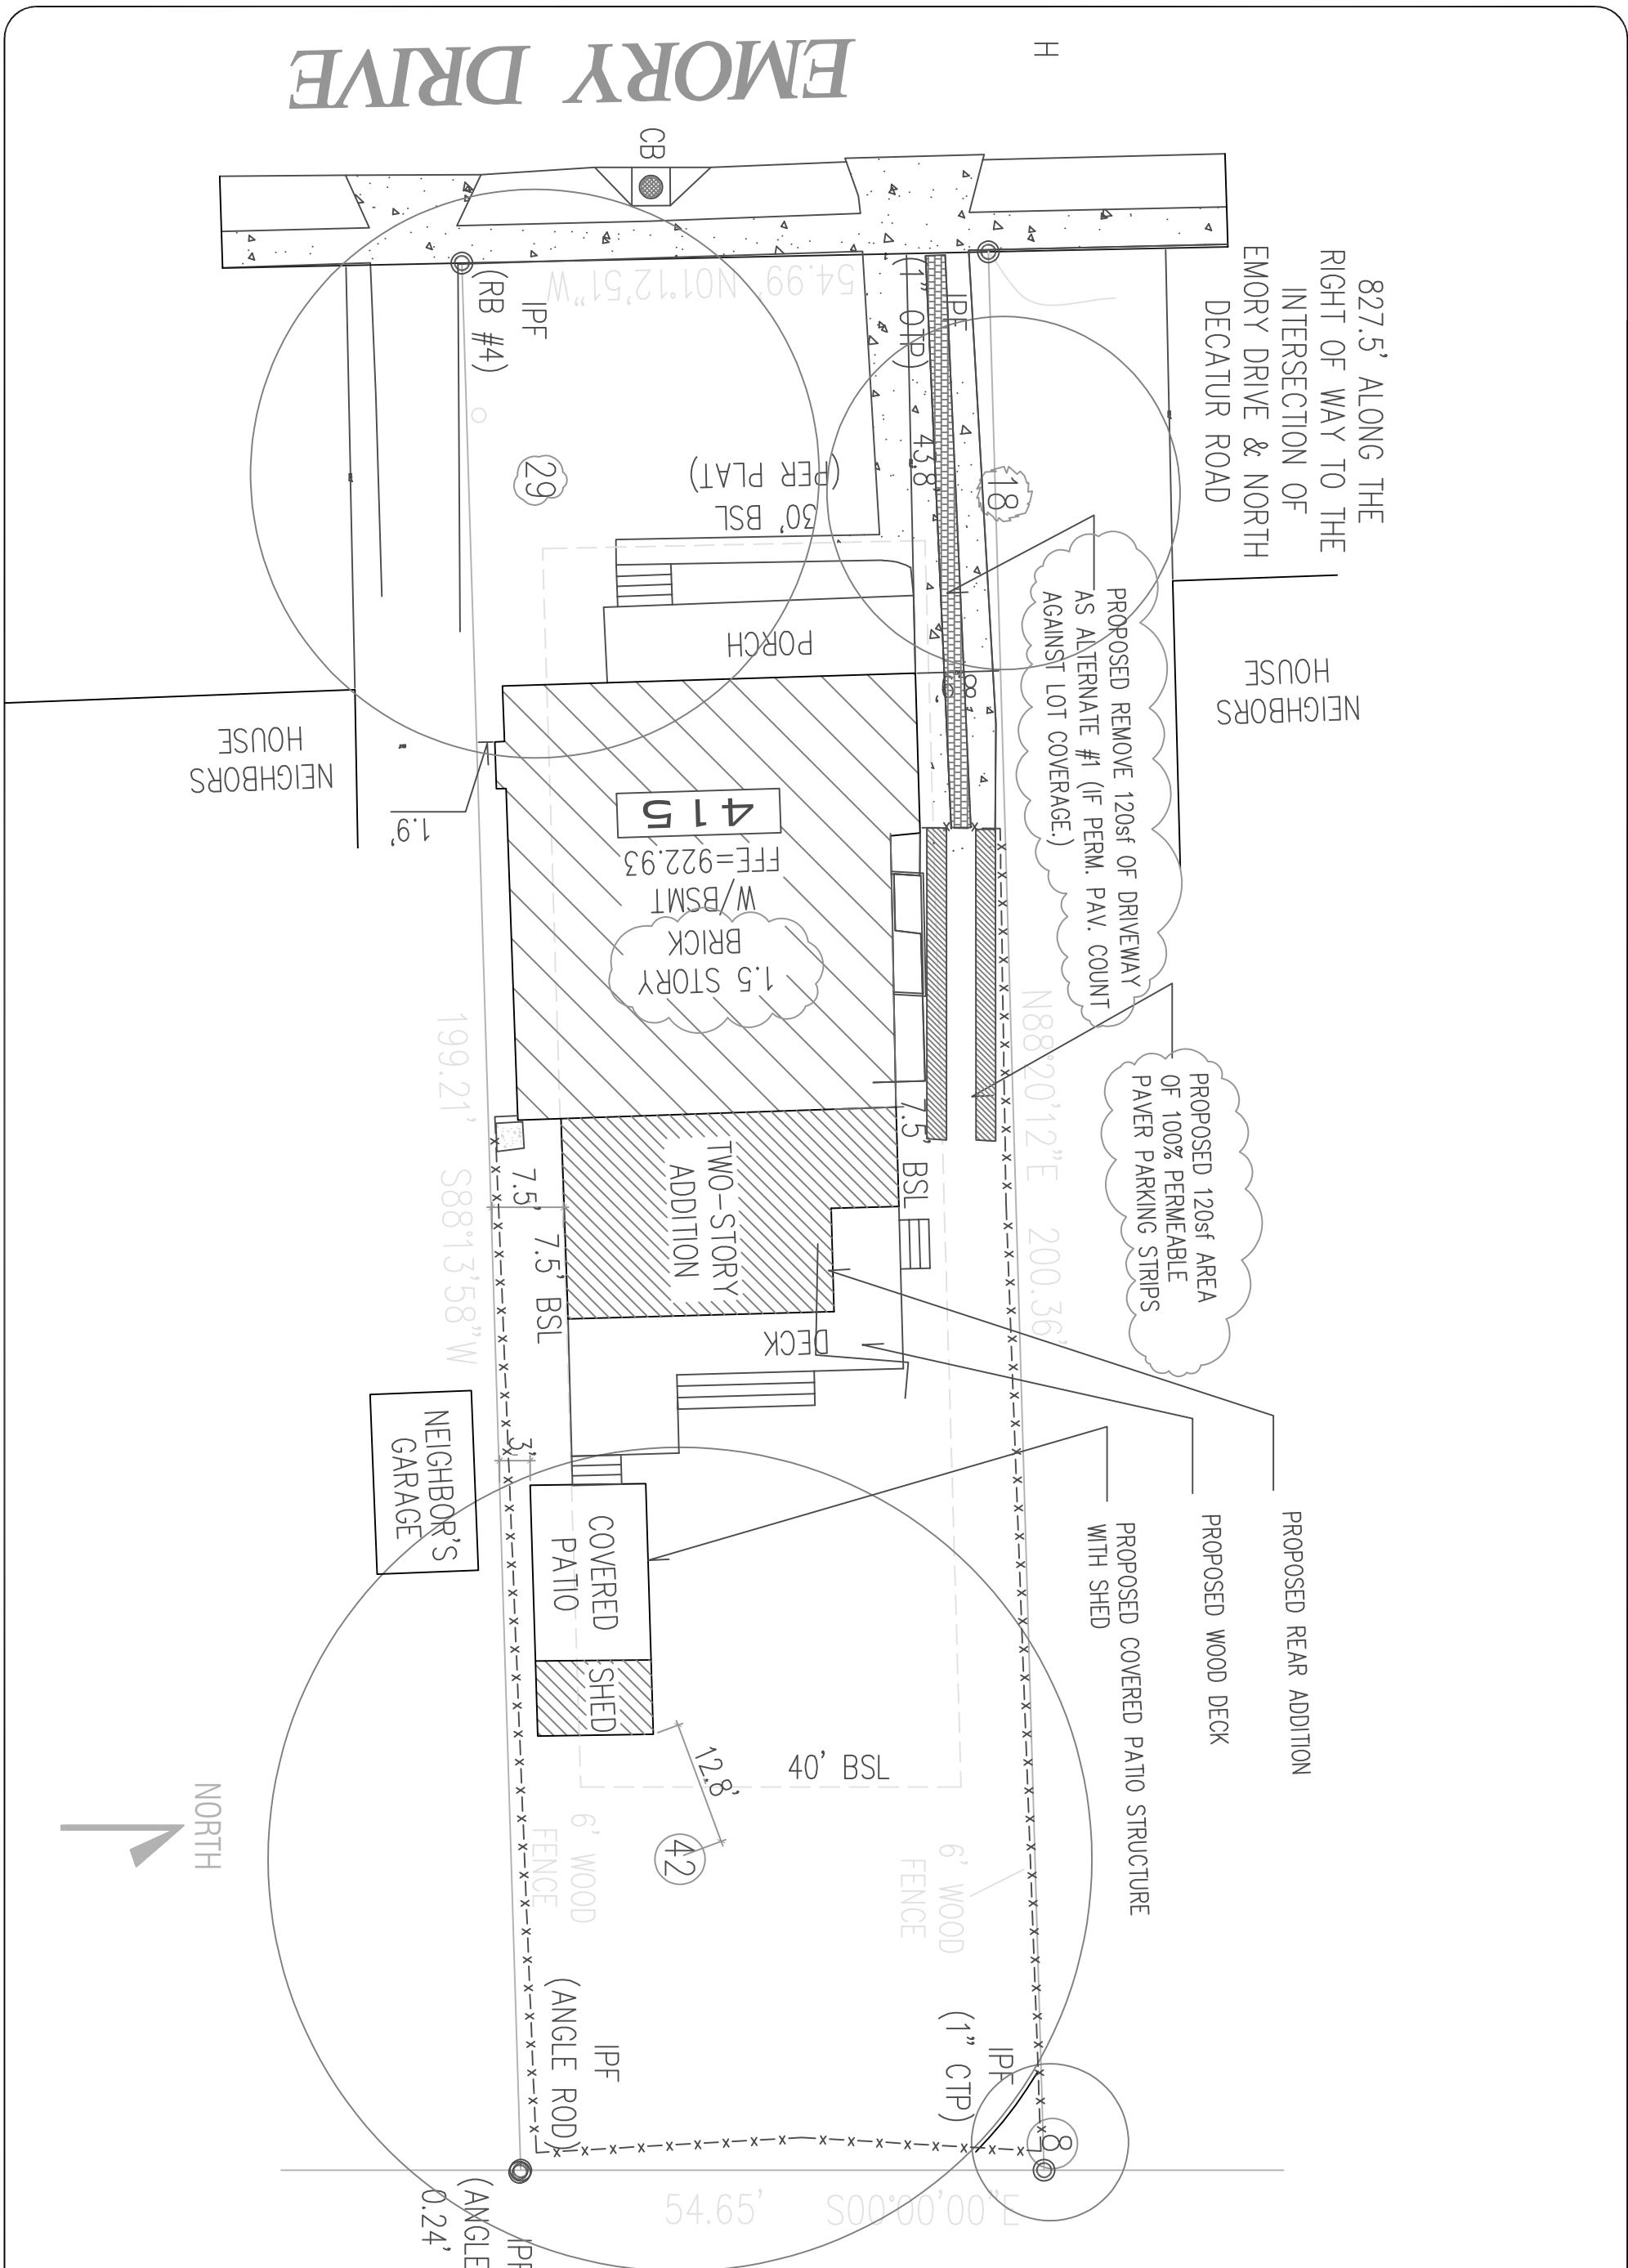 EMORY DRIVE
H
CB
827.5' ALONG THE
RIGHT OF WAY TO THE
INTERSECTION OF
EMORY DRIVE & NORTH
DECATUR ROAD
54.99' N01°12'51"W
IPF
(RB #4)
IPF
(1" OTP)
43.8'
29
18
30' BSL
(PER PLAT)
PORCH
NEIGHBORS
HOUSE
NEIGHBORS
HOUSE
PROPOSED REMOVE 120sf OF DRIVEWAY
AS ALTERNATE #1 (IF PERM. PAV. COUNT
AGAINST LOT COVERAGE.)
1.9'
415
FFE=922.93
W/BSMT
BRICK
1.5 STORY
199.21' S88°13'58"W
N88°20'12"E 200.36'
PROPOSED 120sf AREA
OF 100% PERMEABLE
PAVER PARKING STRIPS
7.5' BSL
7.5'
7.5' BSL
TWO-STORY
ADDITION
DECK
NEIGHBOR'S
GARAGE
3'
COVERED
PATIO
SHED
PROPOSED REAR ADDITION
PROPOSED WOOD DECK
PROPOSED COVERED PATIO STRUCTURE
WITH SHED
12.8'
40' BSL
42
6' WOOD
FENCE
6' WOOD
FENCE
NORTH
IPF
(ANGLE ROD)
IPF
(1" CTP)
8
54.65' S00°00'00"E
IPF
(ANGLE
0.24'